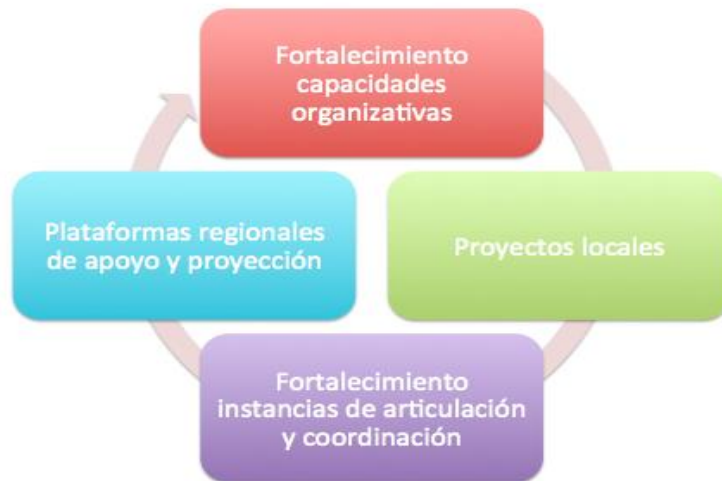 Fortalecimiento
capacidades
organizativas
Plataformas regionales
de apoyo y proyección
Proyectos locales
Fortalecimiento
instancias de articulación
y coordinación